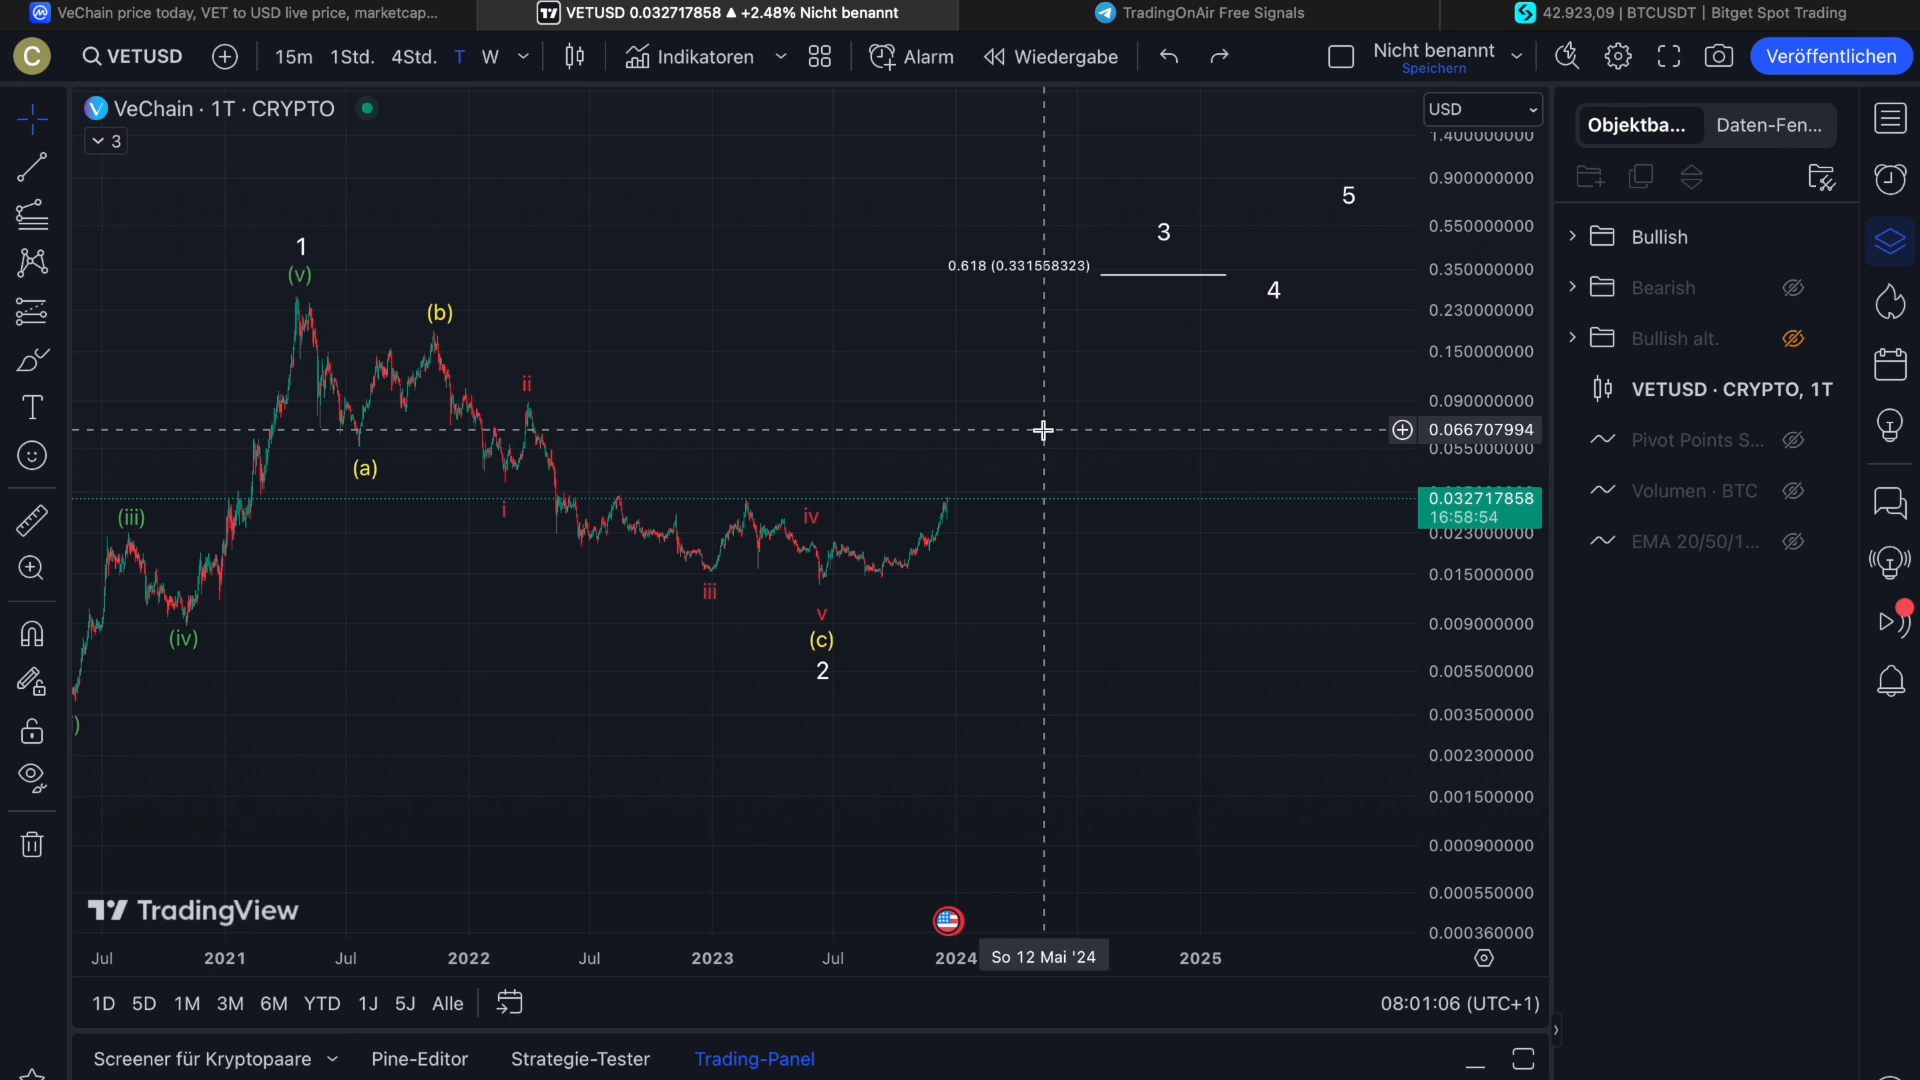 VeChain price today, VET to USD live price, marketcap...
VETUSD 0.032717858 ▲ +2.48% Nicht benannt
TradingOnAir Free Signals
42.923,09 | BTCUSDT | Bitget Spot Trading
C
VETUSD
15m
1Std.
4Std.
T
W
Indikatoren
Alarm
Wiedergabe
Nicht benannt
Speichern
Veröffentlichen
VeChain · 1T · CRYPTO
3
USD
1.400000000
0.900000000
0.550000000
0.350000000
0.230000000
0.150000000
0.090000000
0.066707994
0.055000000
0.032717858
16:58:54
0.023000000
0.015000000
0.009000000
0.005500000
0.003500000
0.002300000
0.001500000
0.000900000
0.000550000
0.000360000
5
3
1
(v)
0.618 (0.331558323)
4
(b)
ii
(a)
i
(iii)
iv
iii
v
(iv)
(c)
2
TradingView
Jul
2021
Jul
2022
Jul
2023
Jul
2024
So 12 Mai '24
2025
1D
5D
1M
3M
6M
YTD
1J
5J
Alle
08:01:06 (UTC+1)
Screener für Kryptopaare
Pine-Editor
Strategie-Tester
Trading-Panel
Objektba...
Daten-Fen...
Bullish
Bearish
Bullish alt.
VETUSD · CRYPTO, 1T
Pivot Points S...
Volumen · BTC
EMA 20/50/1...